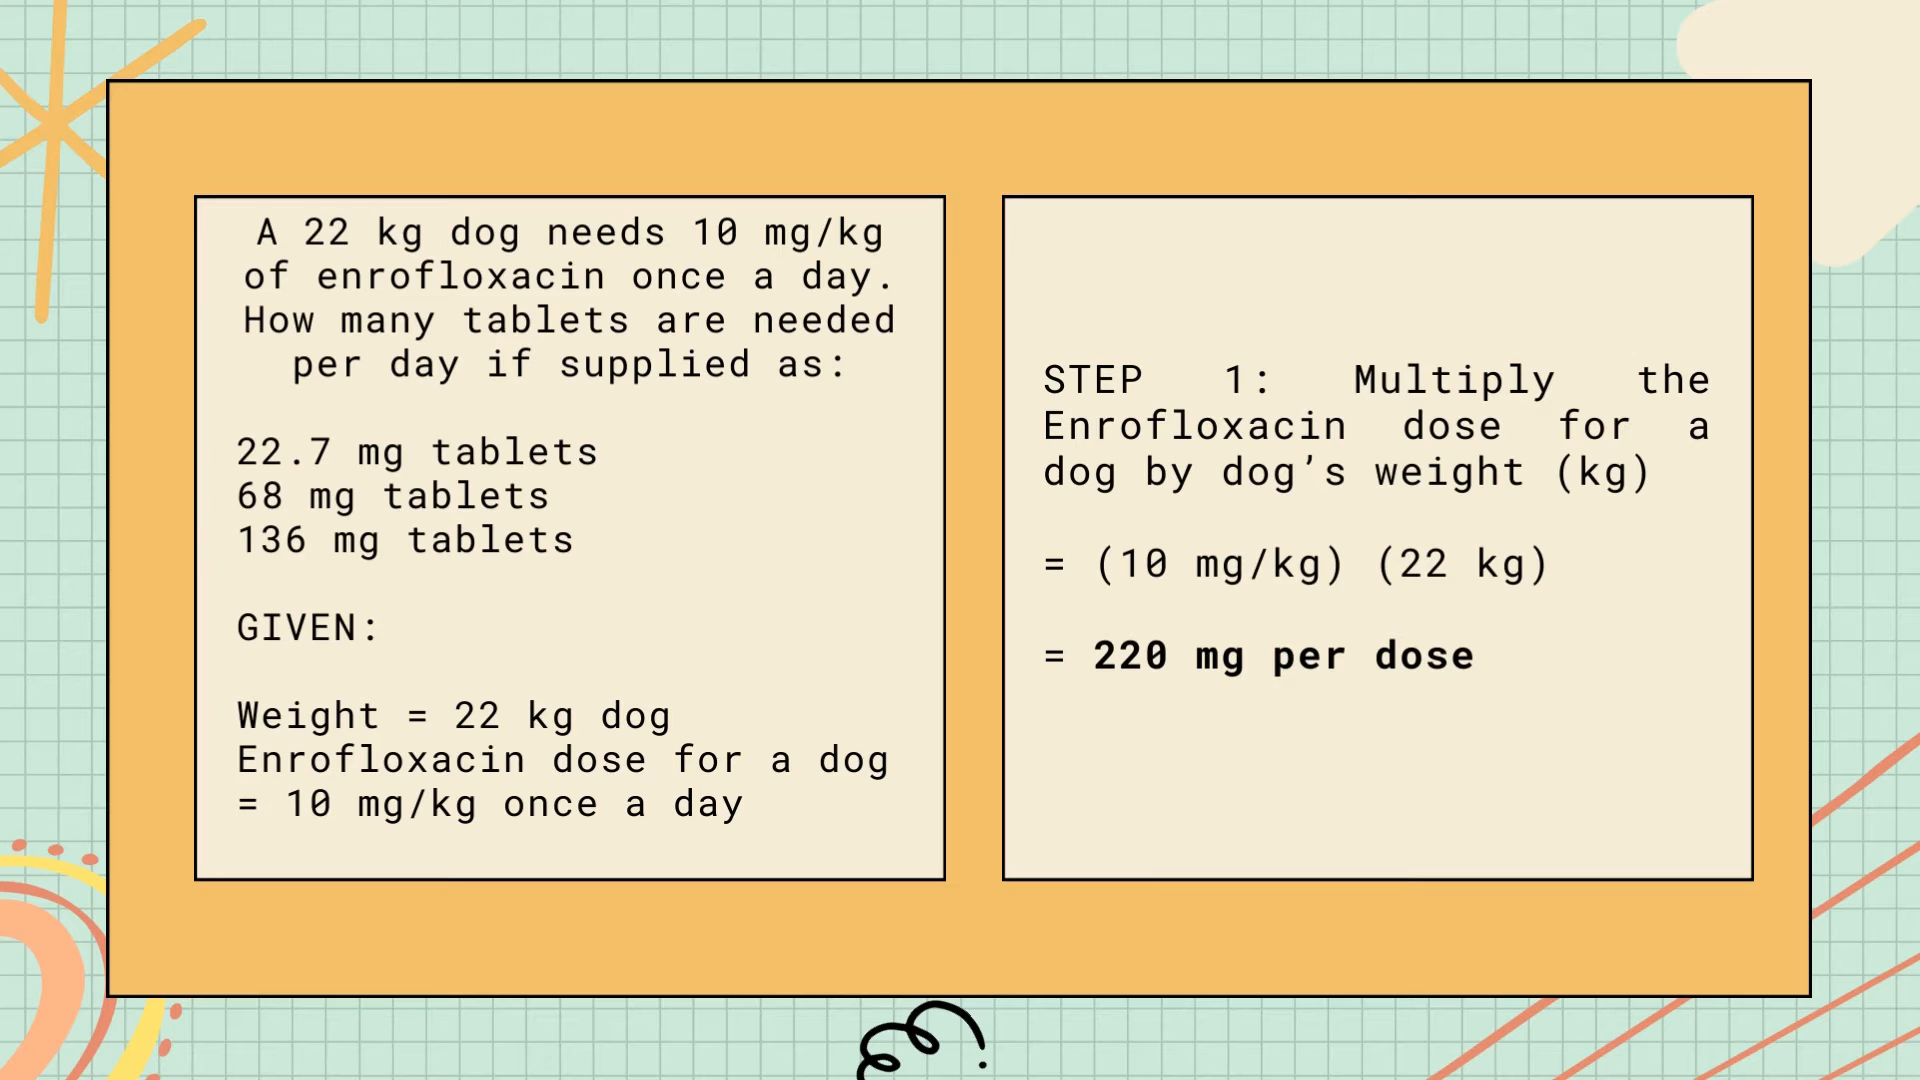 A 22 kg dog needs 10 mg/kg
of enrofloxacin once a day.
How many tablets are needed
per day if supplied as:
22.7 mg tablets
68 mg tablets
136 mg tablets
GIVEN:
Weight = 22 kg dog
Enrofloxacin dose for a dog
= 10 mg/kg once a day
STEP 1: Multiply the
Enrofloxacin dose for a
dog by dog’s weight (kg)
= (10 mg/kg) (22 kg)
= 220 mg per dose